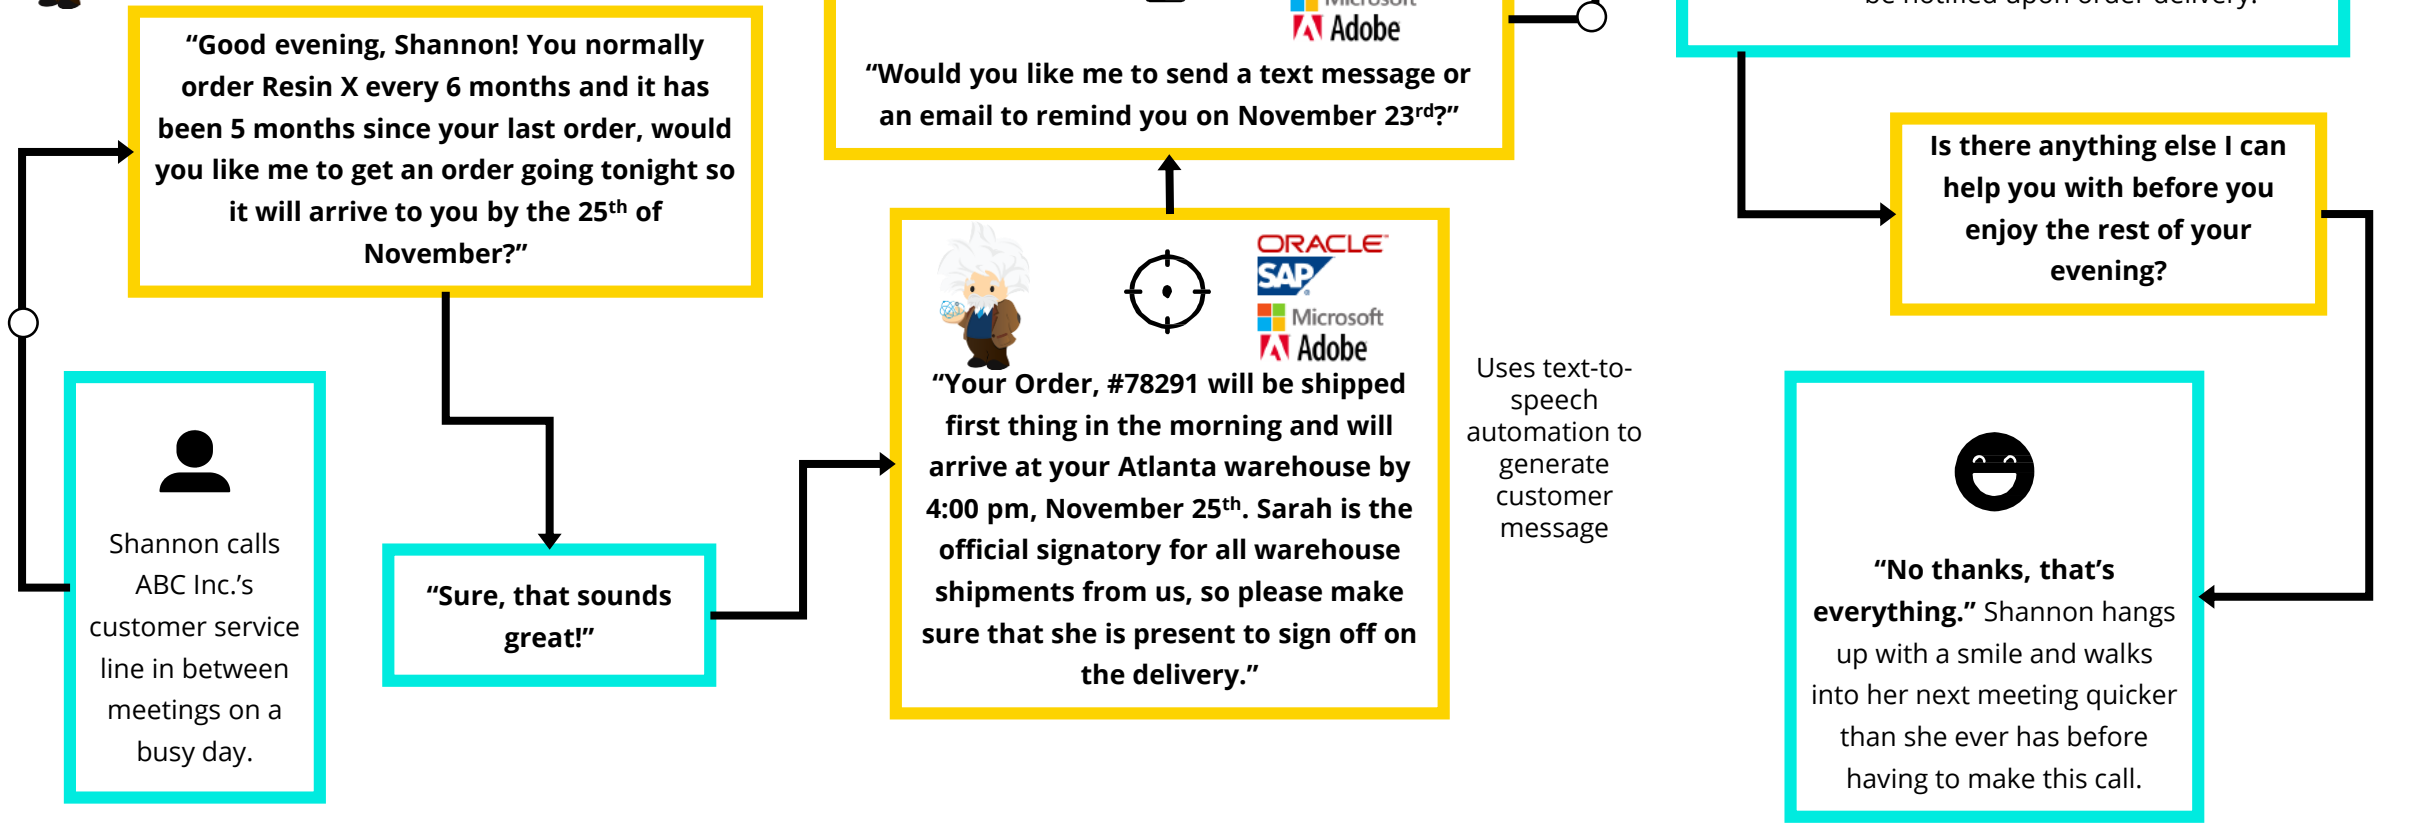 “Good evening, Shannon! You normally
order Resin X every 6 months and it has
been 5 months since your last order, would
you like me to get an order going tonight so
it will arrive to you by the 25th of
November?”
Shannon calls
ABC Inc.’s
customer service
line in between
meetings on a
busy day.
“Sure, that sounds
great!”
ORACLE
SAP
Microsoft
Adobe
“Your Order, #78291 will be shipped
first thing in the morning and will
arrive at your Atlanta warehouse by
4:00 pm, November 25th. Sarah is the
official signatory for all warehouse
shipments from us, so please make
sure that she is present to sign off on
the delivery.”
Uses text-to-
speech
automation to
generate
customer
message
Microsoft
Adobe
“Would you like me to send a text message or
an email to remind you on November 23rd?”
be notified upon order delivery.
Is there anything else I can
help you with before you
enjoy the rest of your
evening?
“No thanks, that’s
everything.” Shannon hangs
up with a smile and walks
into her next meeting quicker
than she ever has before
having to make this call.